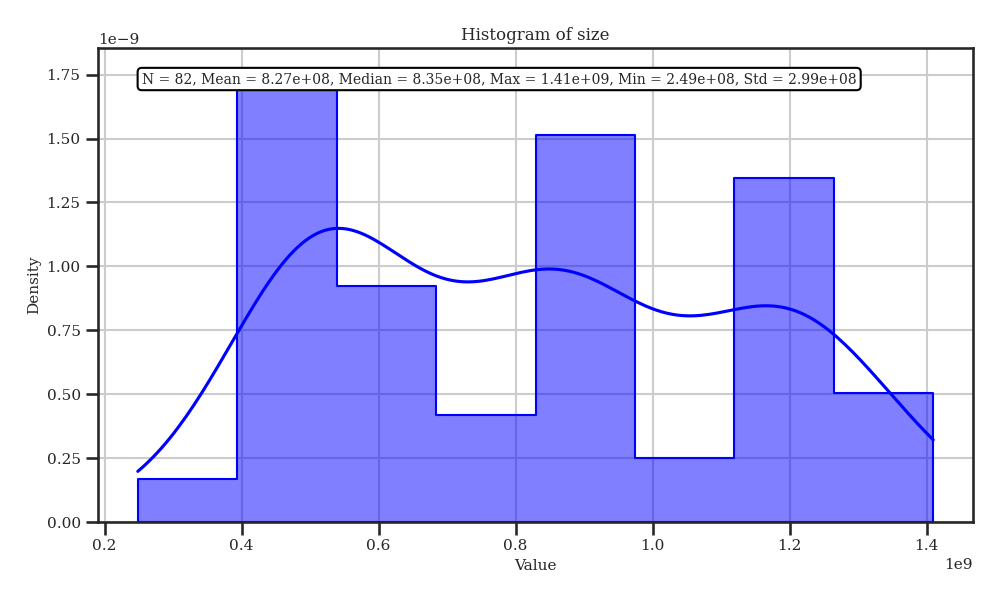 Histogram of size
1e−9
N = 82, Mean = 8.27e+08, Median = 8.35e+08, Max = 1.41e+09, Min = 2.49e+08, Std = 2.99e+08
1.75
1.50
1.25
1.00
0.75
0.50
0.25
0.00
Density
0.2 0.4 0.6 0.8 1.0 1.2 1.4
1e9
Value